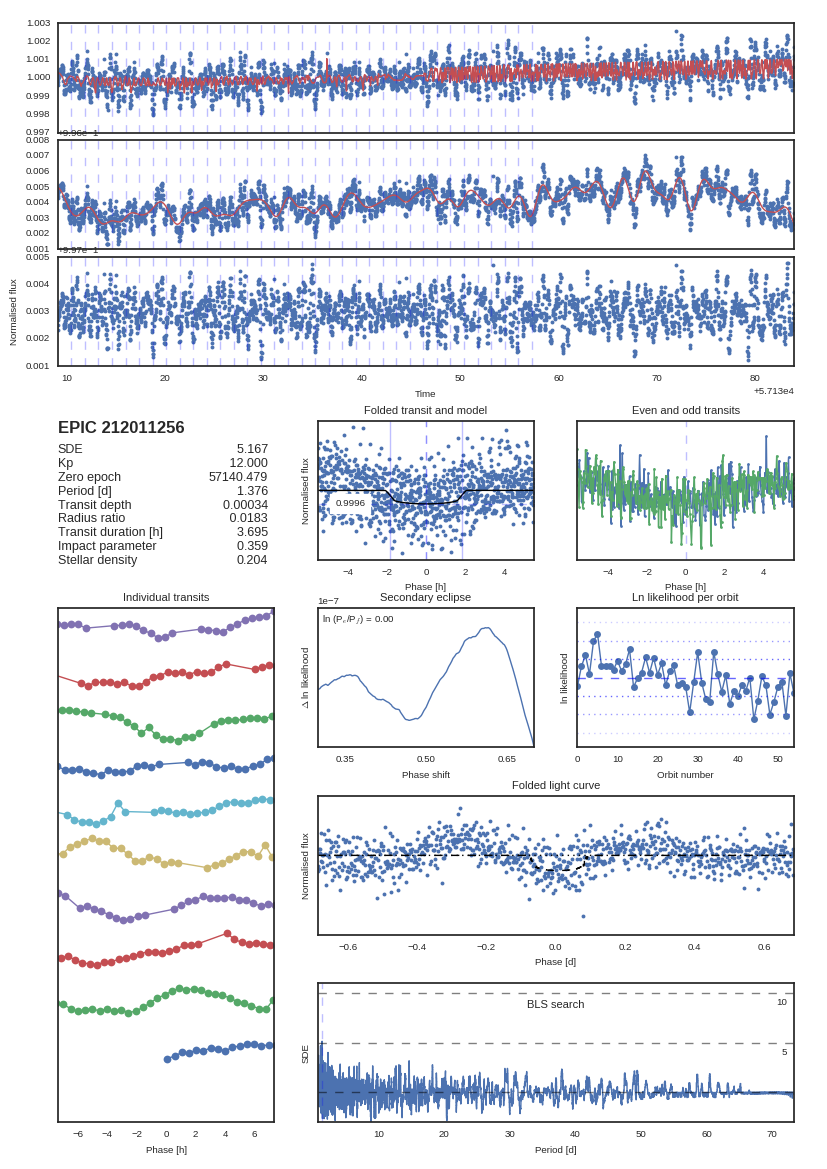 1.003
1.002
1.001
1.000
0.999
0.998
0.997
+9.96e−1
0.008
0.007
0.006
0.005
0.004
0.003
0.002
0.001
+9.97e−1
0.005
0.004
0.003
0.002
0.001
Normalised flux
10 20 30 40 50 60 70 80
Time
+5.713e4
EPIC 212011256
SDE 5.167
Kp 12.000
Zero epoch 57140.479
Period [d] 1.376
Transit depth 0.00034
Radius ratio 0.0183
Transit duration [h] 3.695
Impact parameter 0.359
Stellar density 0.204
Folded transit and model
Normalised flux
0.9996
−4 −2 0 2 4
Phase [h]
Even and odd transits
−4 −2 0 2 4
Phase [h]
Individual transits
−6 −4 −2 0 2 4 6
Phase [h]
Secondary eclipse
1e−7
ln (Pₑ/P𝒻) = 0.00
Δ ln likelihood
0.35 0.50 0.65
Phase shift
Ln likelihood per orbit
ln likelihood
0 10 20 30 40 50
Orbit number
Folded light curve
Normalised flux
−0.6 −0.4 −0.2 0.0 0.2 0.4 0.6
Phase [d]
BLS search
10
5
SDE
10 20 30 40 50 60 70
Period [d]